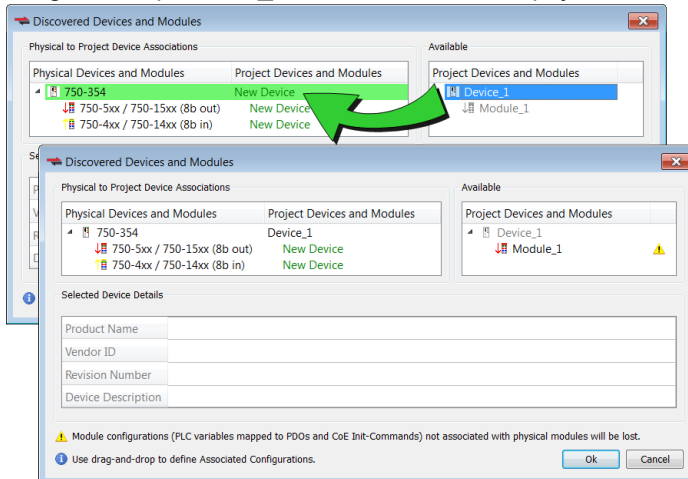 Discovered Devices and Modules
Physical to Project Device Associations
Available
Physical Devices and Modules Project Devices and Modules
Project Devices and Modules
750-354 New Device
Device_1
750-5xx / 750-15xx (8b out) New Device
Module_1
750-4xx / 750-14xx (8b in) New Device
Discovered Devices and Modules
Physical to Project Device Associations
Available
Physical Devices and Modules Project Devices and Modules
Project Devices and Modules
750-354 Device_1
Device_1
750-5xx / 750-15xx (8b out) New Device
Module_1
750-4xx / 750-14xx (8b in) New Device
Selected Device Details
Product Name
Vendor ID
Revision Number
Device Description
Module configurations (PLC variables mapped to PDOs and CoE Init-Commands) not associated with physical modules will be lost.
Use drag-and-drop to define Associated Configurations.
Ok Cancel